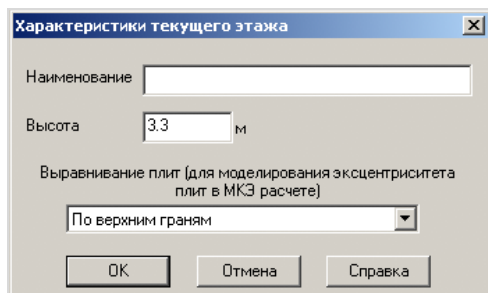 Характеристики текущего этажа
Наименование
Высота 3.3 м
Выравнивание плит (для моделирования эксцентриситета
плит в МКЭ расчете)
По верхним граням
OK Отмена Справка